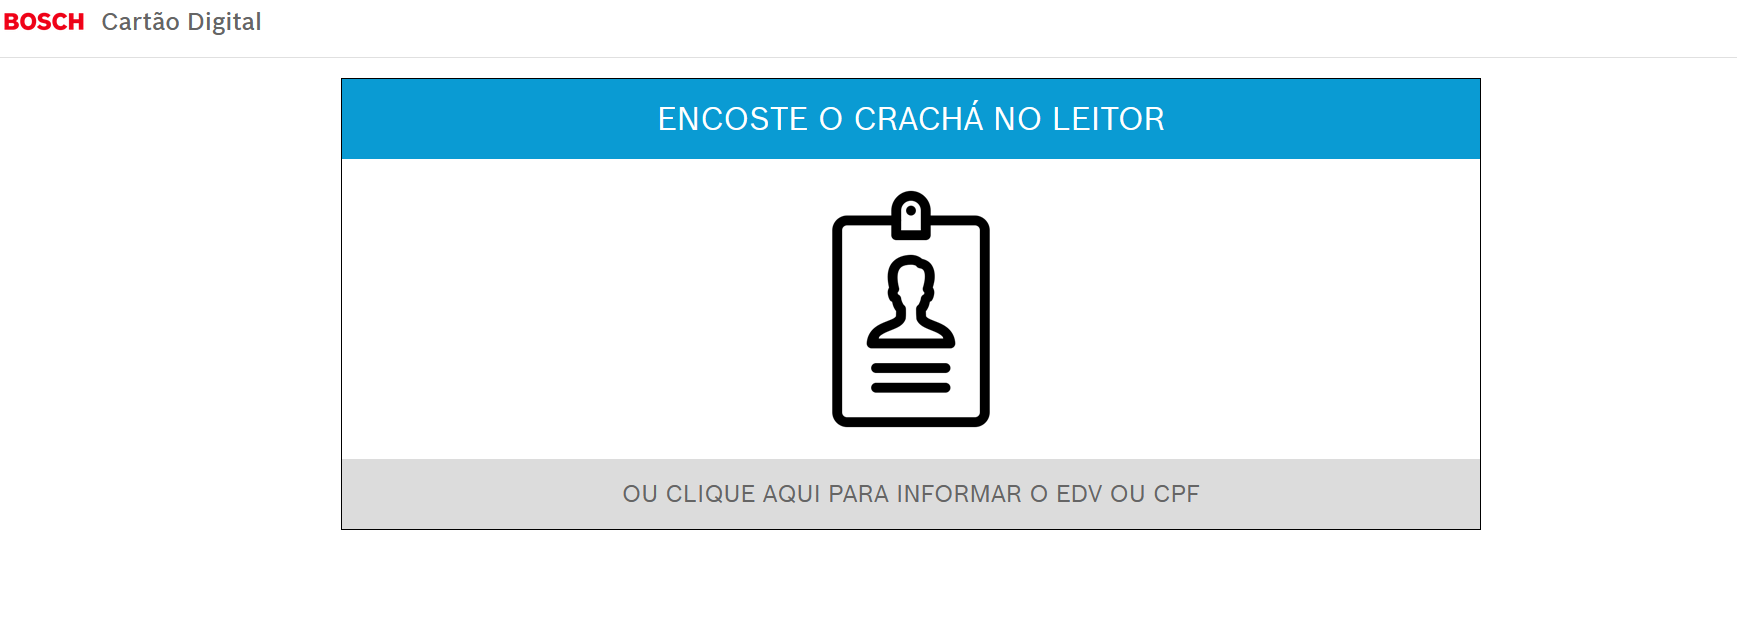 BOSCH Cartão Digital
ENCOSTE O CRACHÁ NO LEITOR
OU CLIQUE AQUI PARA INFORMAR O EDV OU CPF